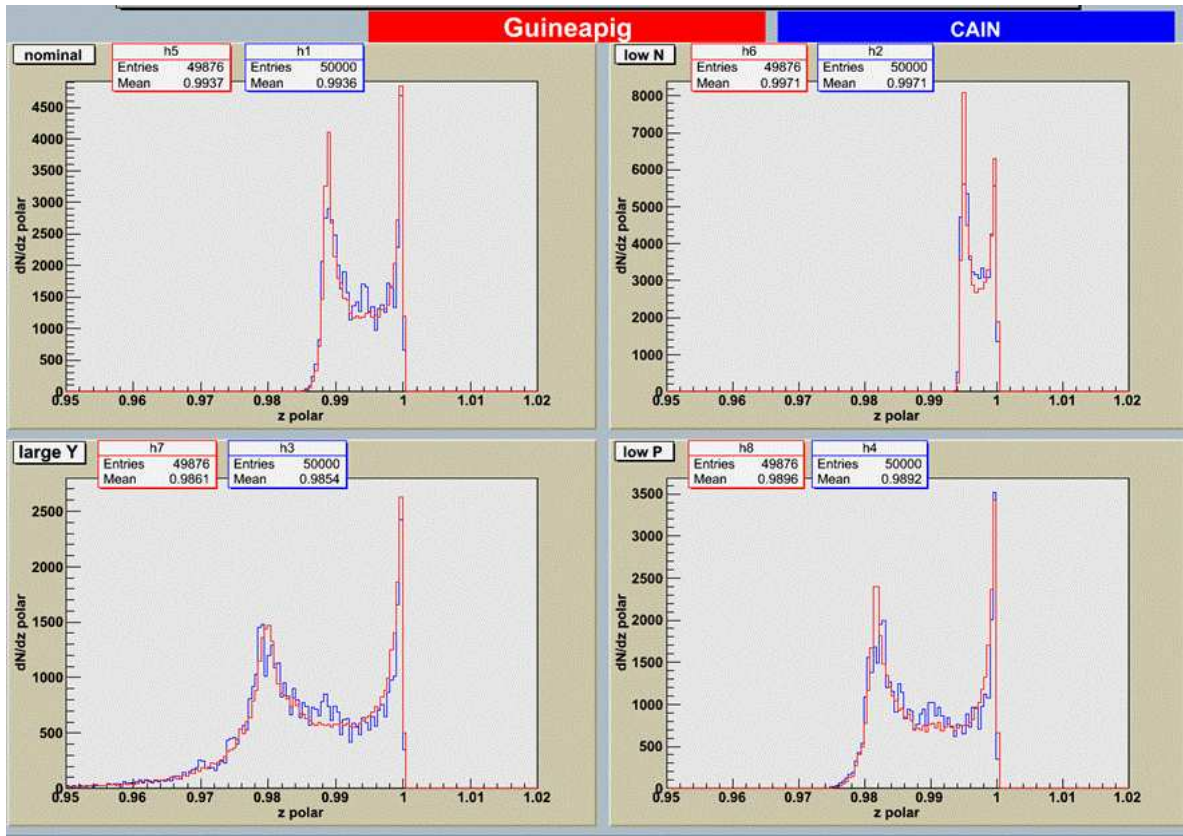 Guineapig
CAIN
nominal
h5
Entries 49876
Mean 0.9937
h1
Entries 50000
Mean 0.9936
dN/dz polar
4500
4000
3500
3000
2500
2000
1500
1000
500
0
0.95 0.96 0.97 0.98 0.99 1 1.01 1.02
z polar
low N
h6
Entries 49876
Mean 0.9971
h2
Entries 50000
Mean 0.9971
dN/dz polar
8000
7000
6000
5000
4000
3000
2000
1000
0
0.95 0.96 0.97 0.98 0.99 1 1.01 1.02
z polar
large Y
h7
Entries 49876
Mean 0.9861
h3
Entries 50000
Mean 0.9854
dN/dz polar
2500
2000
1500
1000
500
0
0.95 0.96 0.97 0.98 0.99 1 1.01 1.02
z polar
low P
h8
Entries 49876
Mean 0.9896
h4
Entries 50000
Mean 0.9892
dN/dz polar
3500
3000
2500
2000
1500
1000
500
0
0.95 0.96 0.97 0.98 0.99 1 1.01 1.02
z polar